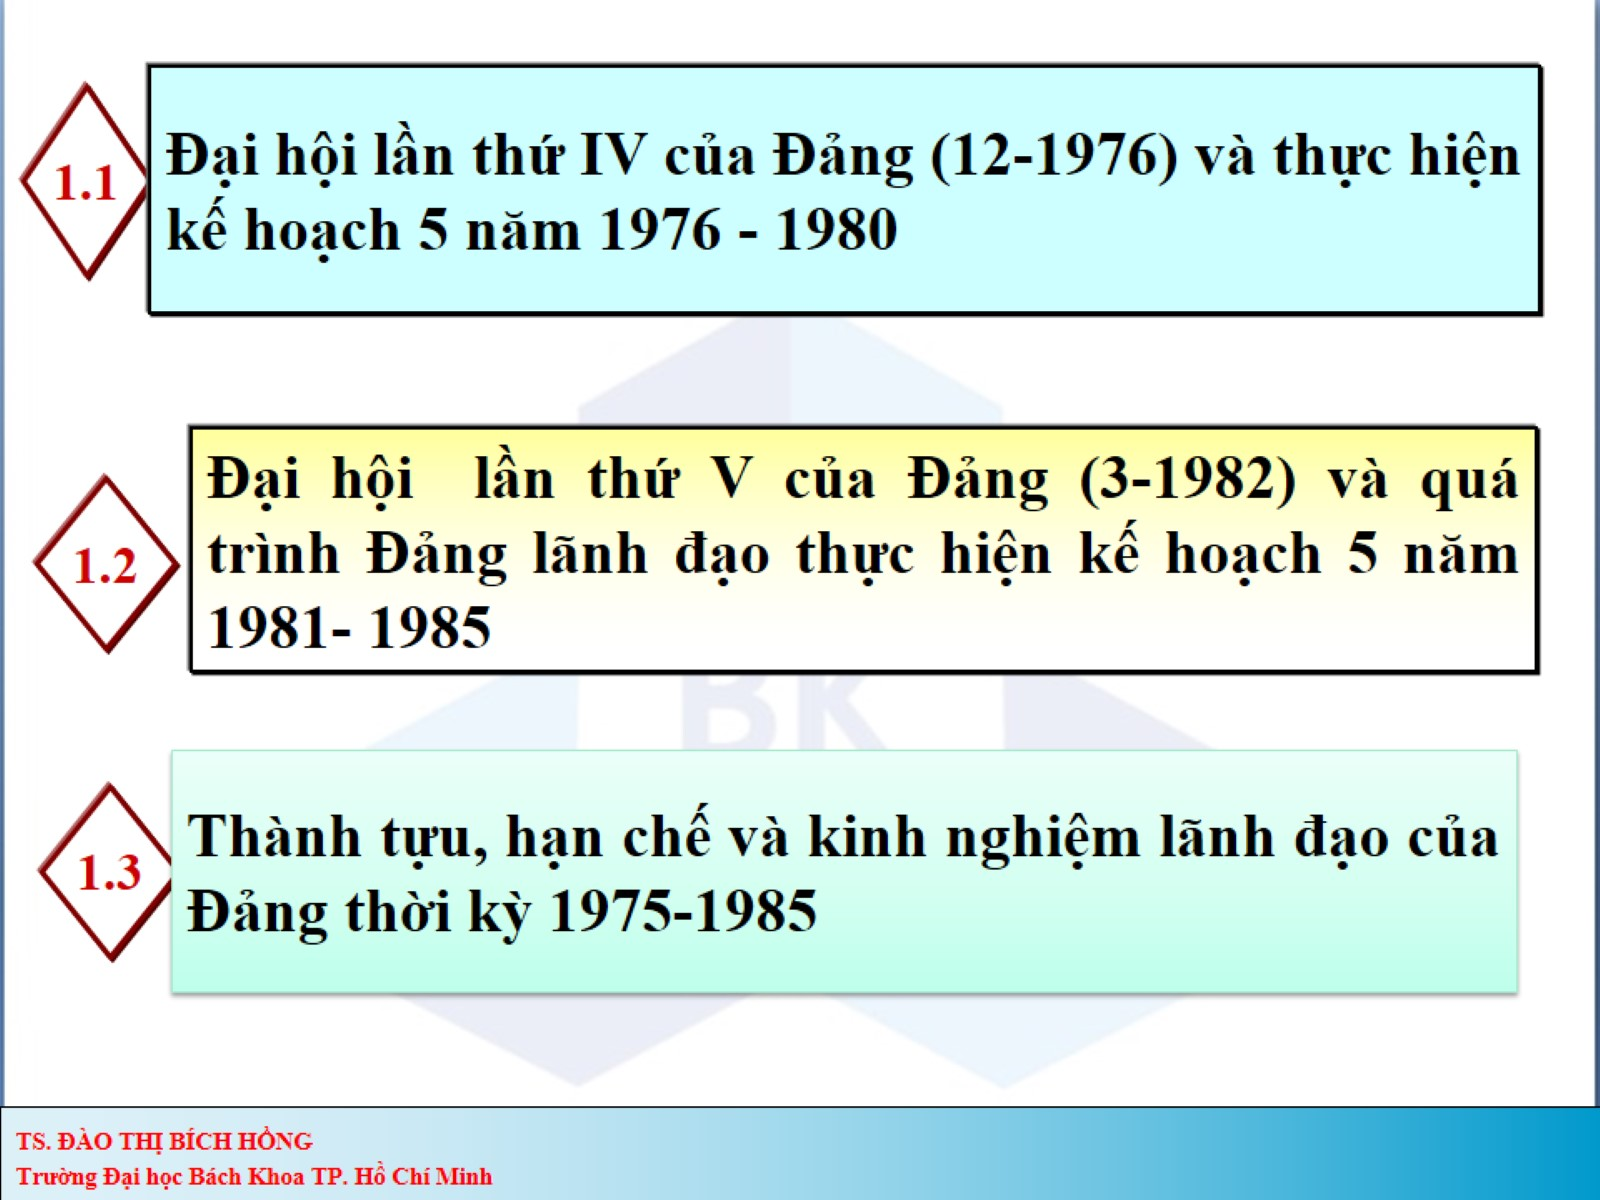 1.1
Đại hội lần thứ IV của Đảng (12-1976) và thực hiện
kế hoạch 5 năm 1976 - 1980
1.2
Đại hội lần thứ V của Đảng (3-1982) và quá
trình Đảng lãnh đạo thực hiện kế hoạch 5 năm
1981- 1985
BK
1.3
Thành tựu, hạn chế và kinh nghiệm lãnh đạo của
Đảng thời kỳ 1975-1985
TS. ĐÀO THỊ BÍCH HỒNG
Trường Đại học Bách Khoa TP. Hồ Chí Minh